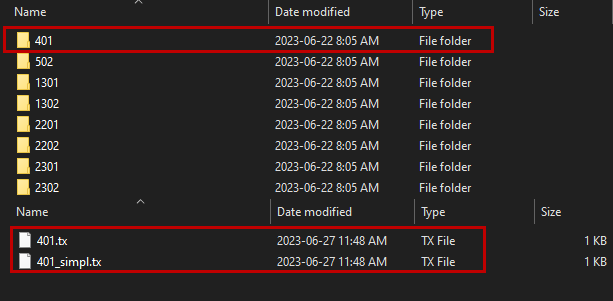 Name Date modified Type Size
401 2023-06-22 8:05 AM File folder
502 2023-06-22 8:05 AM File folder
1301 2023-06-22 8:05 AM File folder
1302 2023-06-22 8:05 AM File folder
2201 2023-06-22 8:05 AM File folder
2202 2023-06-22 8:05 AM File folder
2301 2023-06-22 8:05 AM File folder
2302 2023-06-22 8:05 AM File folder
Name Date modified Type Size
401.tx 2023-06-27 11:48 AM TX File 1 KB
401_simpl.tx 2023-06-27 11:48 AM TX File 1 KB